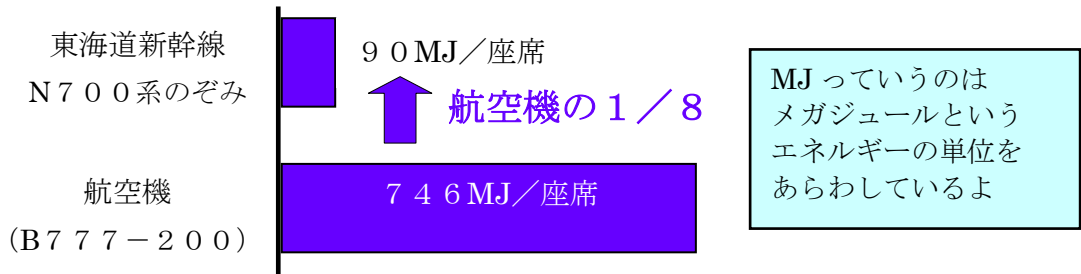 東海道新幹線
N７００系のぞみ
９０MJ／座席
航空機の１／８
航空機
（B７７７－２００）
７４６MJ／座席
MJ っていうのは
メガジュールという
エネルギーの単位を
あらわしているよ